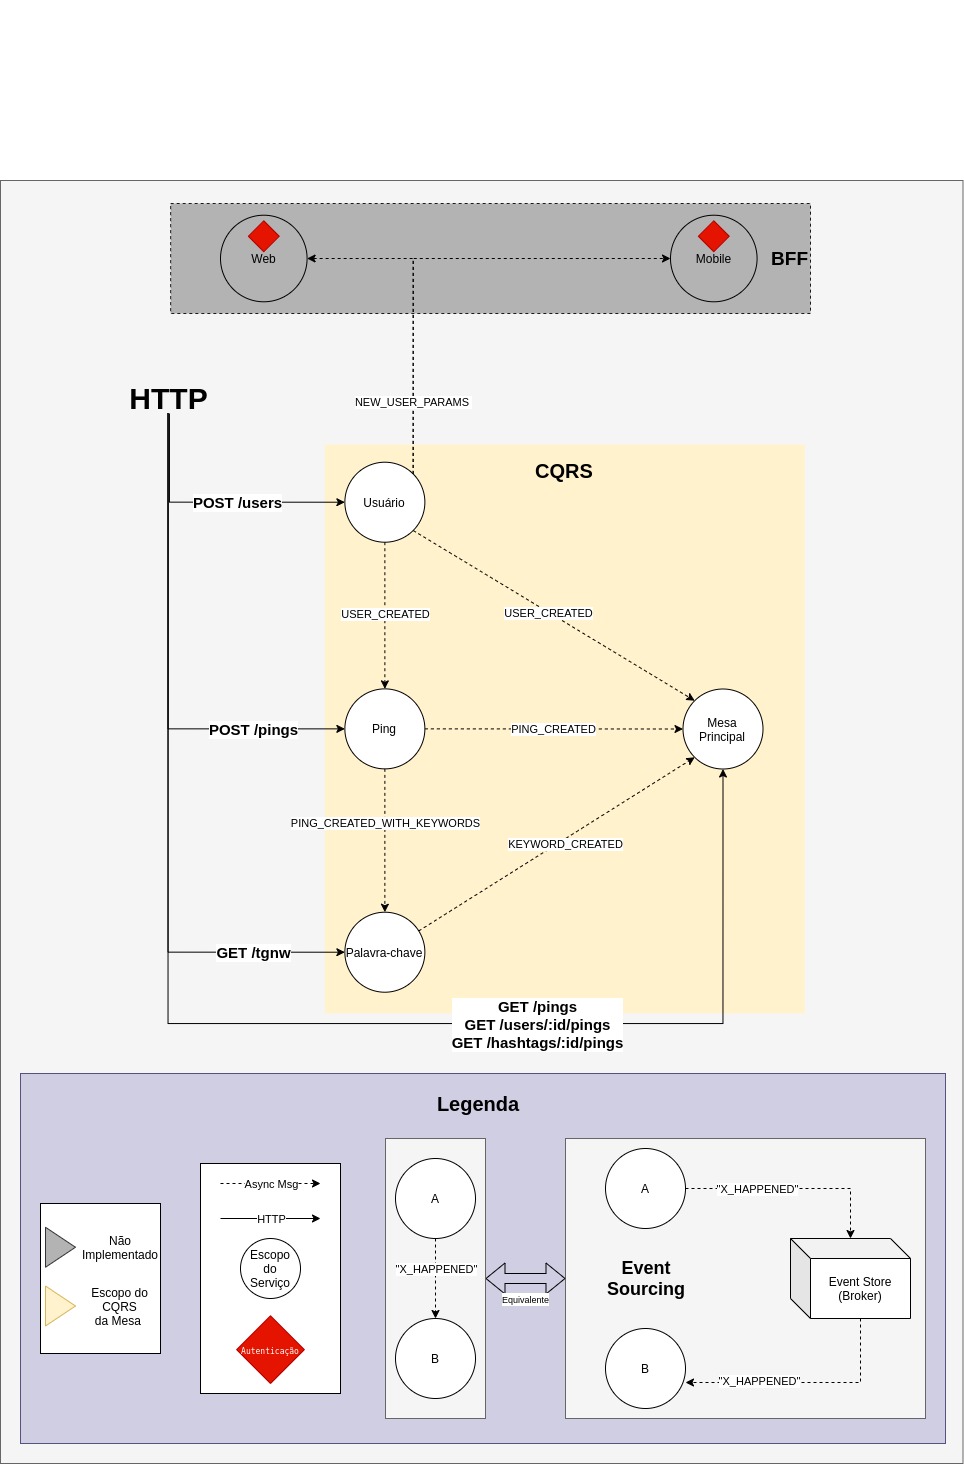 Web
Mobile
BFF
HTTP
NEW_USER_PARAMS
CQRS
POST /users
Usuário
USER_CREATED
USER_CREATED
POST /pings
Ping
PING_CREATED
Mesa
Principal
PING_CREATED_WITH_KEYWORDS
KEYWORD_CREATED
GET /tgnw
Palavra-chave
GET /pings
GET /users/:id/pings
GET /hashtags/:id/pings
Legenda
Não
Implementado
Escopo do
CQRS
da Mesa
Async Msg
HTTP
Escopo
do
Serviço
Autenticação
A
"X_HAPPENED"
B
Equivalente
A
"X_HAPPENED"
Event
Sourcing
Event Store
(Broker)
B
"X_HAPPENED"